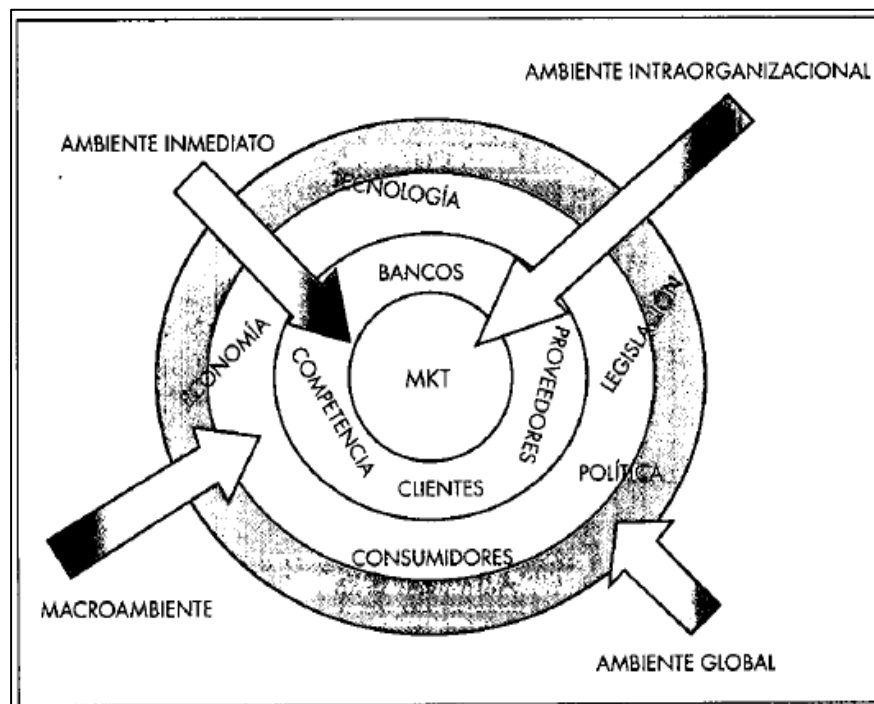 AMBIENTE INTRAORGANIZACIONAL
AMBIENTE INMEDIATO
TECNOLOGÍA
BANCOS
ECONOMÍA
COMPETENCIA
MKT
PROVEEDORES
LEGISLACIÓN
CLIENTES
POLÍTICA
CONSUMIDORES
MACROAMBIENTE
AMBIENTE GLOBAL